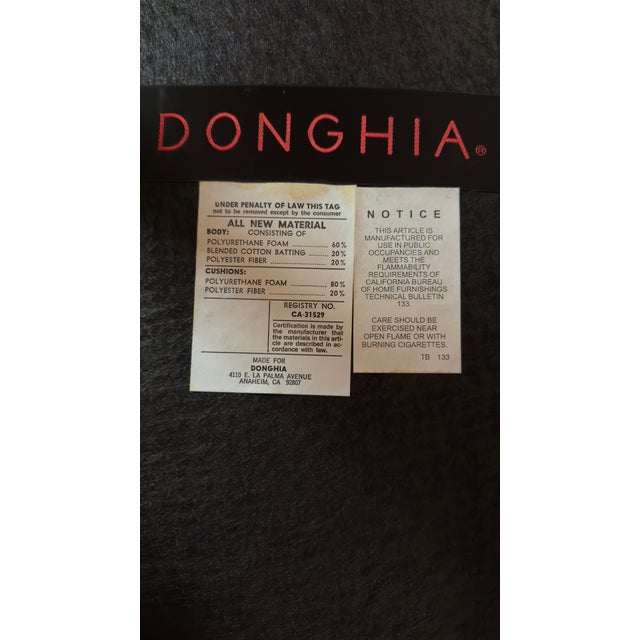 DONGHIA®
UNDER PENALTY OF LAW THIS TAG
not to be removed except by the consumer
ALL NEW MATERIAL
BODY: CONSISTING OF
POLYURETHANE FOAM 60%
BLENDED COTTON BATTING 20%
POLYESTER FIBER 20%
CUSHIONS:
POLYURETHANE FOAM 80%
POLYESTER FIBER 20%
REGISTRY NO.
CA-31529
Certification is made by
the manufacturer that
the materials in this arti-
cle are described in ac-
cordance with law.
MADE FOR
DONGHIA
4110 E. LA PALMA AVENUE
ANAHEIM, CA 92807
NOTICE
THIS ARTICLE IS
MANUFACTURED FOR
USE IN PUBLIC
OCCUPANCIES AND
MEETS THE
FLAMMABILITY
REQUIREMENTS OF
CALIFORNIA BUREAU
OF HOME FURNISHINGS
TECHNICAL BULLETIN
133.
CARE SHOULD BE
EXERCISED NEAR
OPEN FLAME OR WITH
BURNING CIGARETTES.
TB 133